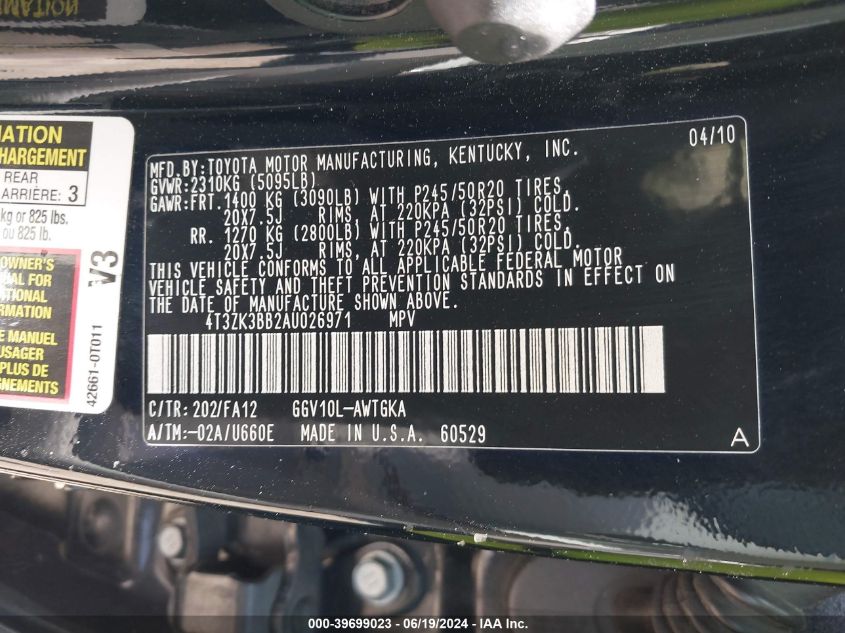 NOITAM
MATION
HARGEMENT
REAR
ARRIÈRE: 3
kg or 825 lbs.
ou 825 lb.
OWNER'S
AL FOR
TIONAL
RMATION
E MANUEL
USAGER
PLUS DE
GNEMENTS
V3
42661-0T011
04/10
MFD.BY:TOYOTA MOTOR MANUFACTURING, KENTUCKY, INC.
GVWR:2310KG (5095LB)
GAWR:FRT.1400 KG (3090LB) WITH P245/50R20 TIRES,
20X7.5J RIMS, AT 220KPA (32PSI) COLD.
RR. 1270 KG (2800LB) WITH P245/50R20 TIRES,
20X7.5J RIMS, AT 220KPA (32PSI) COLD.
THIS VEHICLE CONFORMS TO ALL APPLICABLE FEDERAL MOTOR
VEHICLE SAFETY AND THEFT PREVENTION STANDARDS IN EFFECT ON
THE DATE OF MANUFACTURE SHOWN ABOVE.
4T3ZK3BB2AU026971 MPV
C/TR: 202/FA12 GGV10L-AWTGKA
A/TM:-02A/U660E MADE IN U.S.A. 60529
A
000-39699023 - 06/19/2024 - IAA Inc.